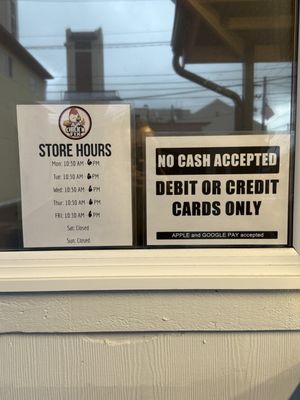 CHICK'N
FIX
STORE HOURS
Mon: 10:30 AM - 6 PM
Tue: 10:30 AM - 6 PM
Wed: 10:30 AM - 6 PM
Thur: 10:30 AM - 6 PM
FRI: 10:30 AM - 6 PM
Sat: Closed
Sun: Closed
NO CASH ACCEPTED
DEBIT OR CREDIT
CARDS ONLY
APPLE and GOOGLE PAY accepted